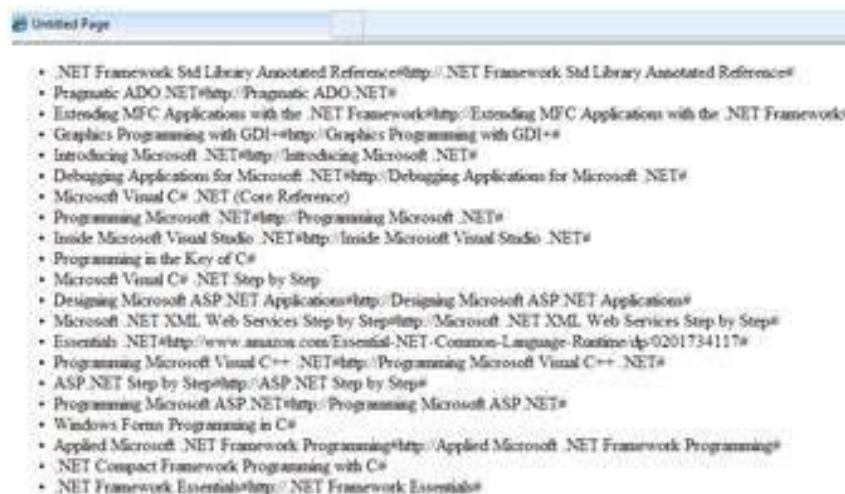 Untitled Page
.NET Framework Std Library Annotated Reference#http://.NET Framework Std Library Annotated Reference#
Pragmatic ADO.NET#http://Pragmatic ADO.NET#
Extending MFC Applications with the .NET Framework#http://Extending MFC Applications with the .NET Framework#
Graphics Programming with GDI+#http://Graphics Programming with GDI+#
Introducing Microsoft .NET#http://Introducing Microsoft .NET#
Debugging Applications for Microsoft .NET#http://Debugging Applications for Microsoft .NET#
Microsoft Visual C# .NET (Core Reference)
Programming Microsoft .NET#http://Programming Microsoft .NET#
Inside Microsoft Visual Studio .NET#http://Inside Microsoft Visual Studio .NET#
Programming in the Key of C#
Microsoft Visual C# .NET Step by Step
Designing Microsoft ASP.NET Applications#http://Designing Microsoft ASP.NET Applications#
Microsoft .NET XML Web Services Step by Step#http://Microsoft .NET XML Web Services Step by Step#
Essentials .NET#http://www.amazon.com/Essential-NET-Common-Language-Runtime/dp/0201734117#
Programming Microsoft Visual C++ .NET#http://Programming Microsoft Visual C++ .NET#
ASP.NET Step by Step#http://ASP.NET Step by Step#
Programming Microsoft ASP.NET#http://Programming Microsoft ASP.NET#
Windows Forms Programming in C#
Applied Microsoft .NET Framework Programming#http://Applied Microsoft .NET Framework Programming#
.NET Compact Framework Programming with C#
.NET Framework Essentials#http://.NET Framework Essentials#